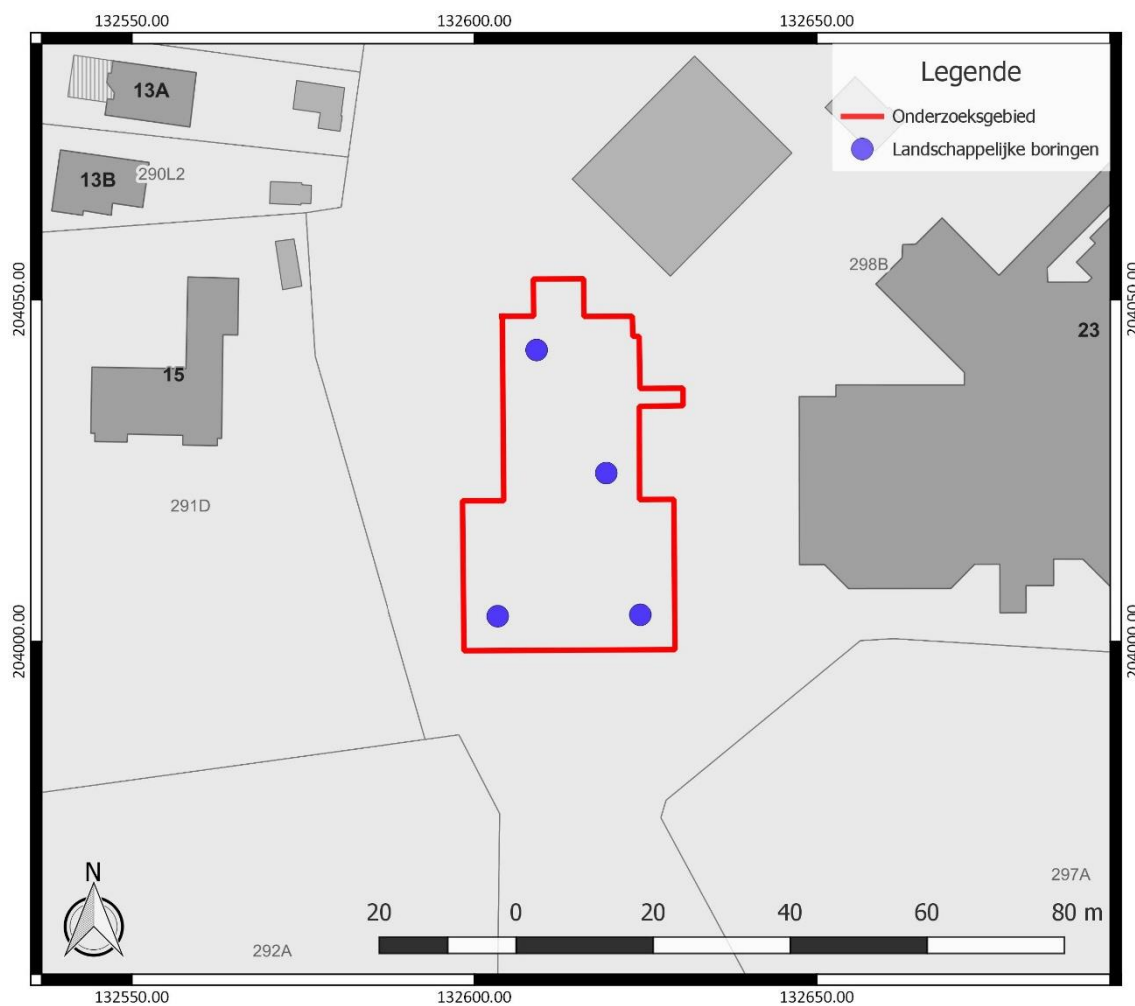 132550.00 132600.00 132650.00
Legende
Onderzoeksgebied
Landschappelijke boringen
13A
13B
290L2
298B
204050.00 204050.00
23
15
291D
204000.00 204000.00
297A
N
20 0 20 40 60 80 m
292A
132550.00 132600.00 132650.00